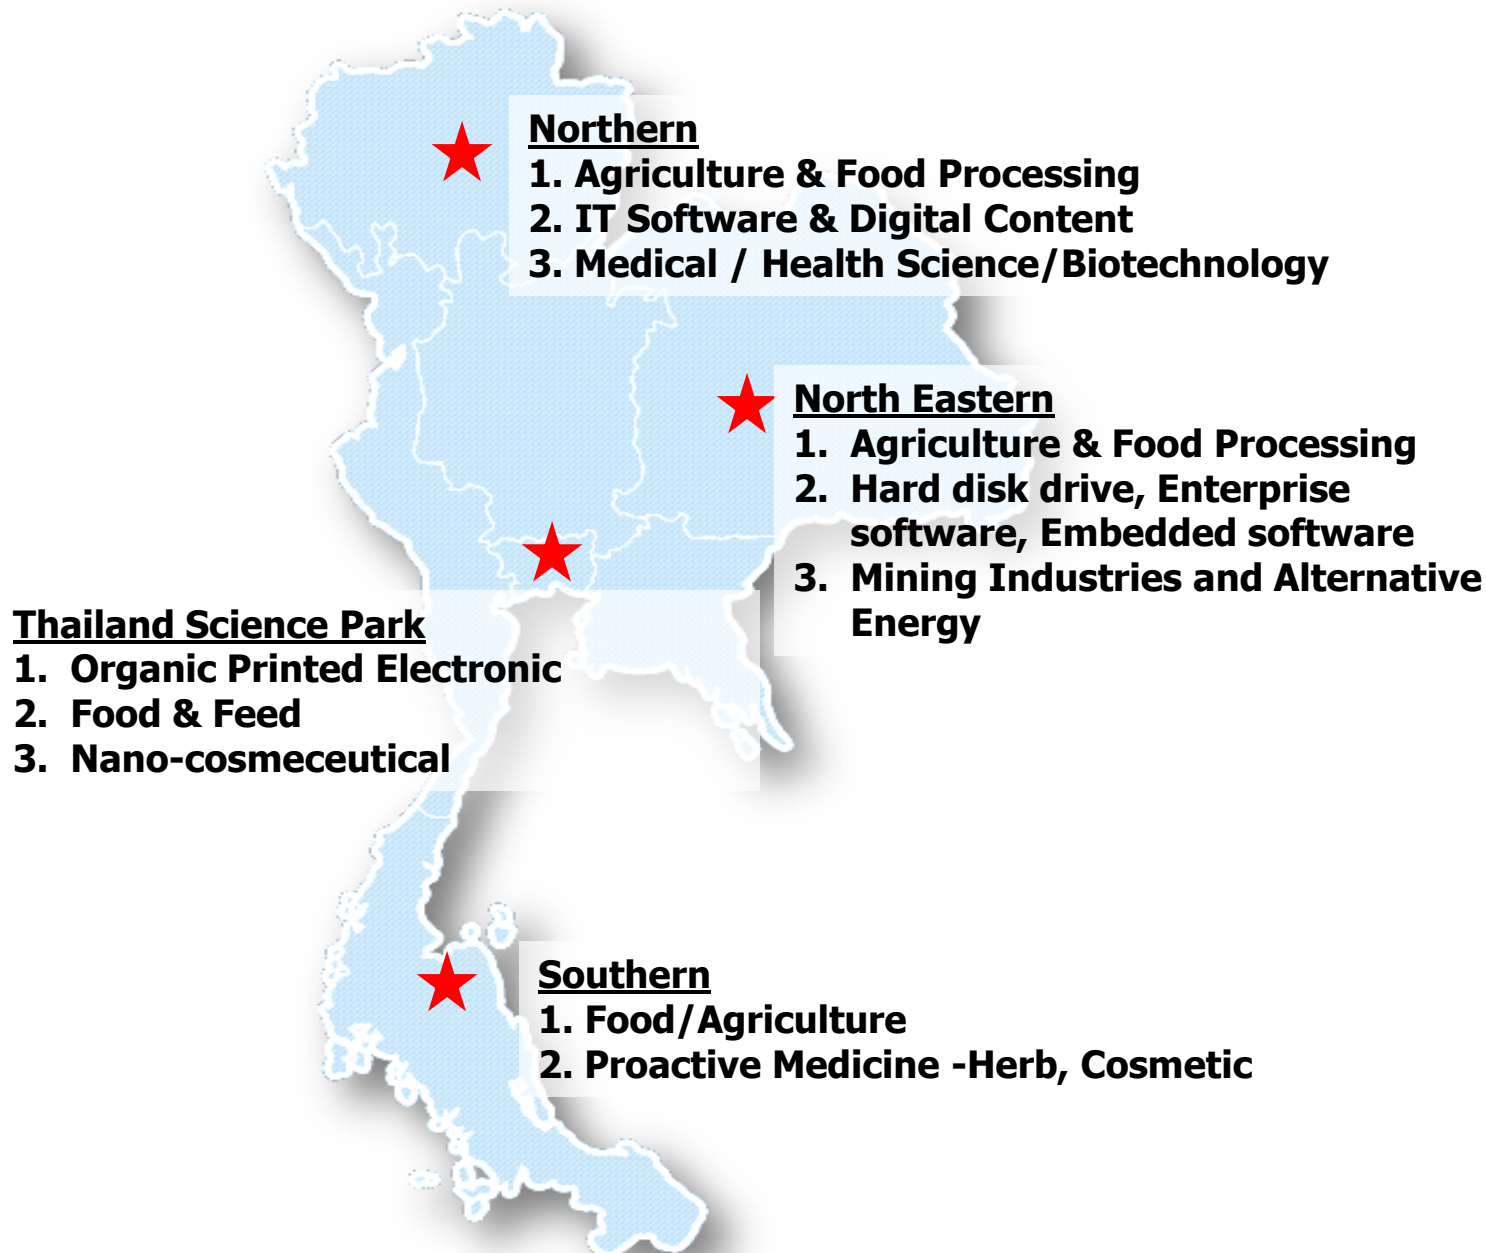 Northern
1. Agriculture & Food Processing
2. IT Software & Digital Content
3. Medical / Health Science/Biotechnology
North Eastern
1. Agriculture & Food Processing
2. Hard disk drive, Enterprise
software, Embedded software
3. Mining Industries and Alternative
Energy
Thailand Science Park
1. Organic Printed Electronic
2. Food & Feed
3. Nano-cosmeceutical
Southern
1. Food/Agriculture
2. Proactive Medicine -Herb, Cosmetic